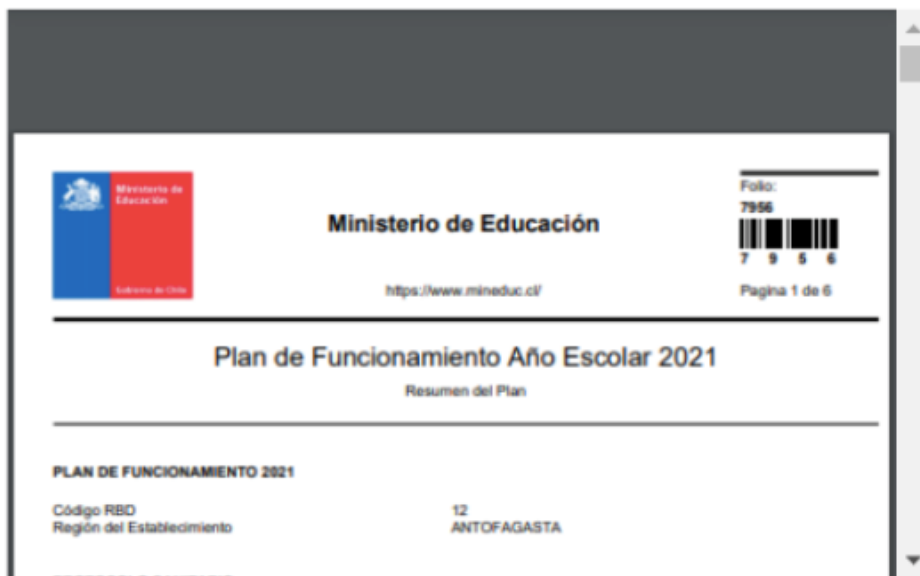 Ministerio de
Educación
Gobierno de Chile
Ministerio de Educación
https://www.mineduc.cl/
Folio:
7956
7 9 5 6
Pagina 1 de 6
Plan de Funcionamiento Año Escolar 2021
Resumen del Plan
PLAN DE FUNCIONAMIENTO 2021
Código RBD 12
Región del Establecimiento ANTOFAGASTA